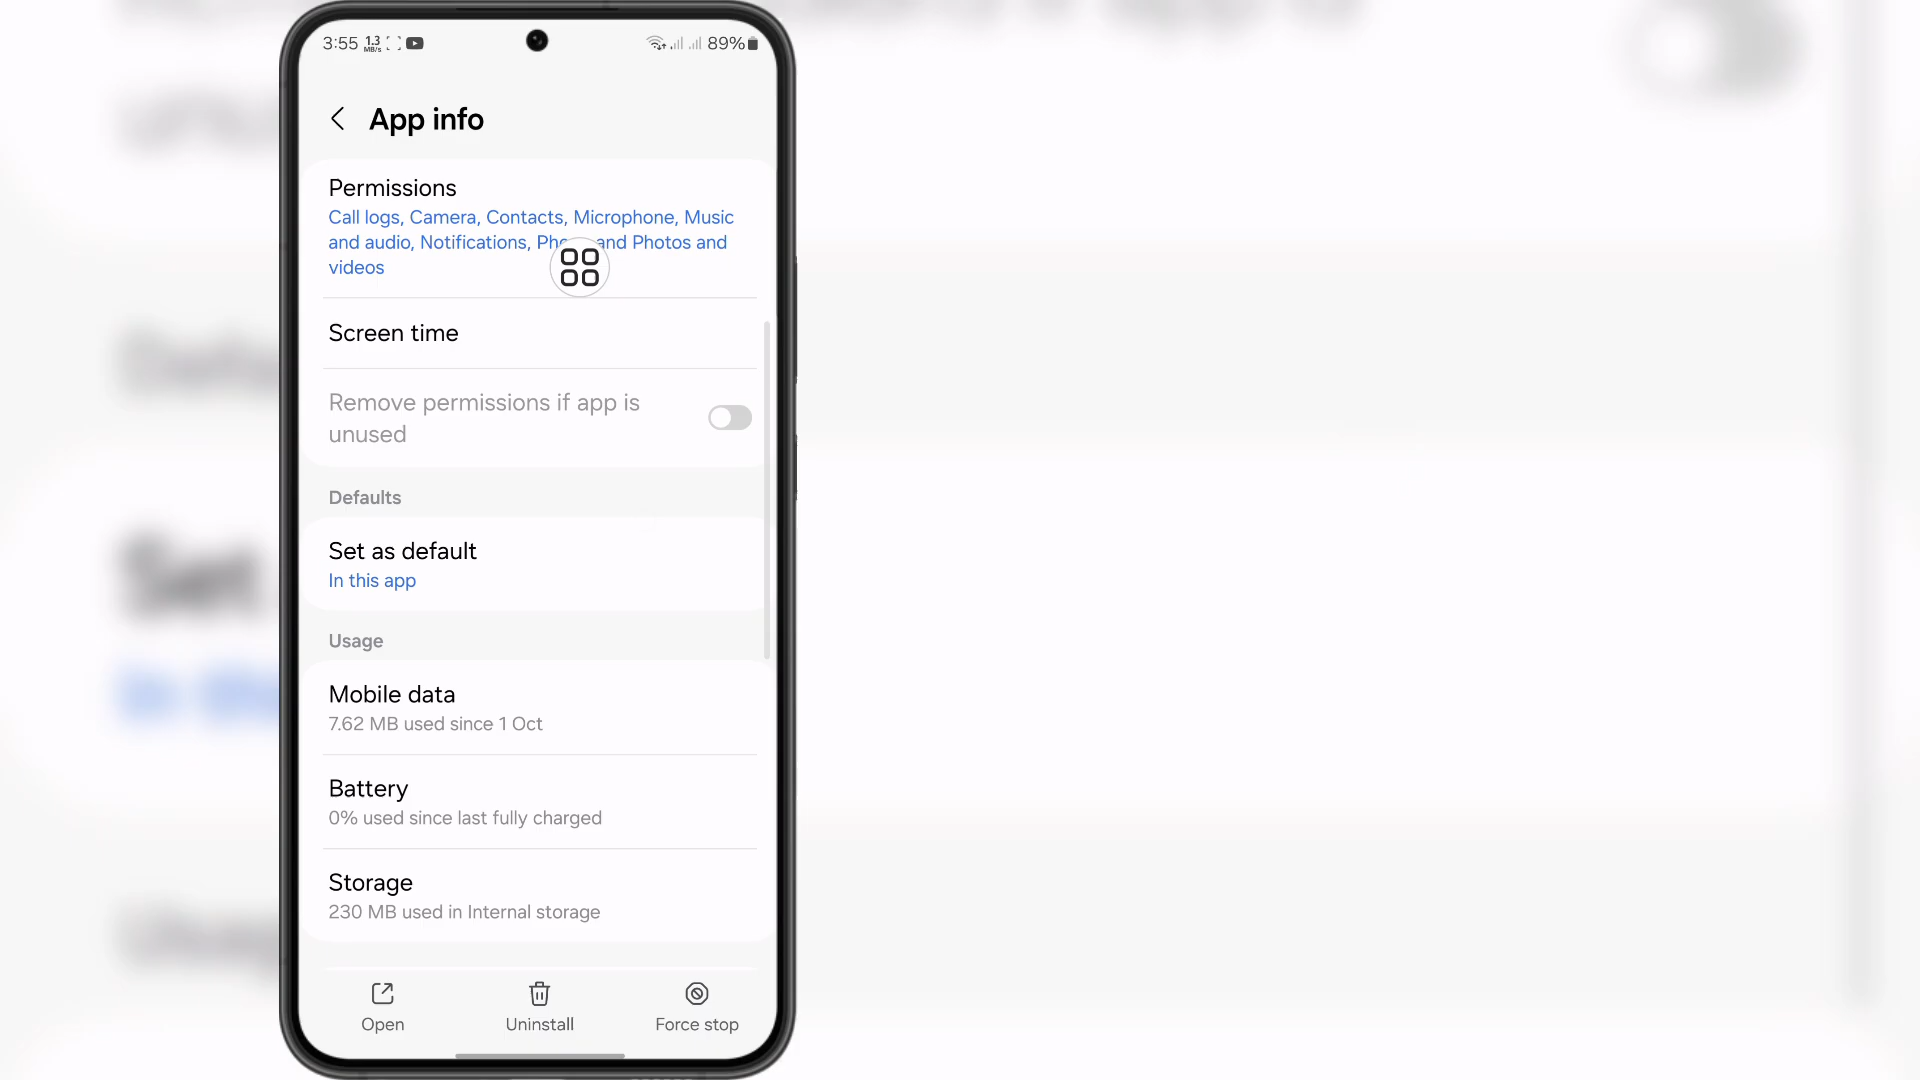 3:55 1.3 MB/s 89%
App info
Permissions
Call logs, Camera, Contacts, Microphone, Music
and audio, Notifications, and Photos and
videos
Screen time
Remove permissions if app is
unused
Defaults
Set as default
In this app
Usage
Mobile data
7.62 MB used since 1 Oct
Battery
0% used since last fully charged
Storage
230 MB used in Internal storage
Open Uninstall Force stop